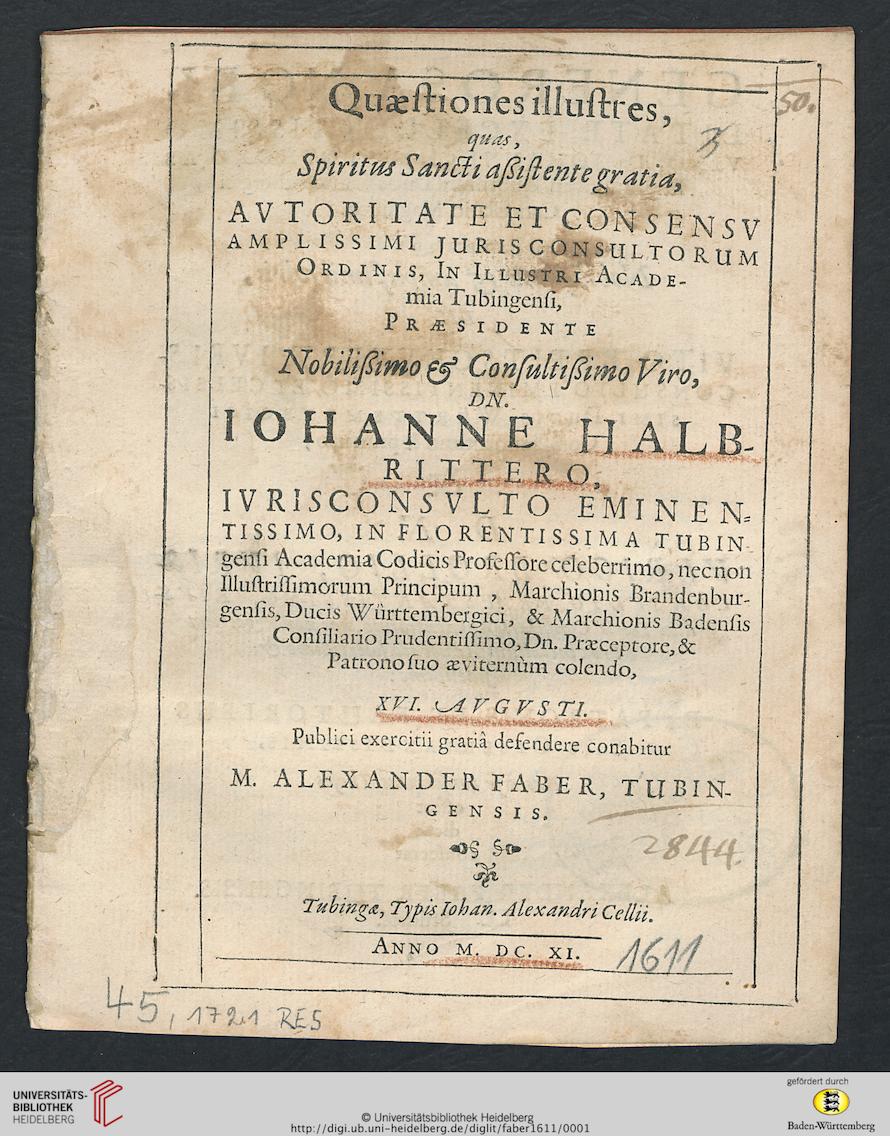 Quæſtiones illuſtres,
50.
quas,
3
Spiritus Sancti aßiſtente gratia,
AVTORITATE ET CONSENSV
AMPLISSIMI JURISCONSULTORUM
ORDINIS, IN ILLUSTRI ACADE-
mia Tubingenſi,
PRÆSIDENTE
Nobilißimo & Conſultißimo Viro,
DN.
IOHANNE HALB-
RITTERO,
IVRISCONSVLTO EMINEN-
TISSIMO, IN FLORENTISSIMA TUBIN-
genſi Academia Codicis Profeſſore celeberrimo, necnon
Illuſtriſſimorum Principum, Marchionis Brandenbur-
genſis, Ducis Württembergici, & Marchionis Badenſis
Conſiliario Prudentiſſimo, Dn. Præceptore, &
Patrono ſuo æviternùm colendo,
XVI. AVGVSTI.
Publici exercitii gratiâ defendere conabitur
M. ALEXANDER FABER, TUBIN-
GENSIS.
2844.
Tubingæ, Typis Iohan. Alexandri Cellii.
ANNO M. DC. XI.
1611
45, 1721 RES
UNIVERSITÄTS-
BIBLIOTHEK
HEIDELBERG
© Universitätsbibliothek Heidelberg
http://digi.ub.uni-heidelberg.de/diglit/faber1611/0001
gefördert durch
Baden-Württemberg